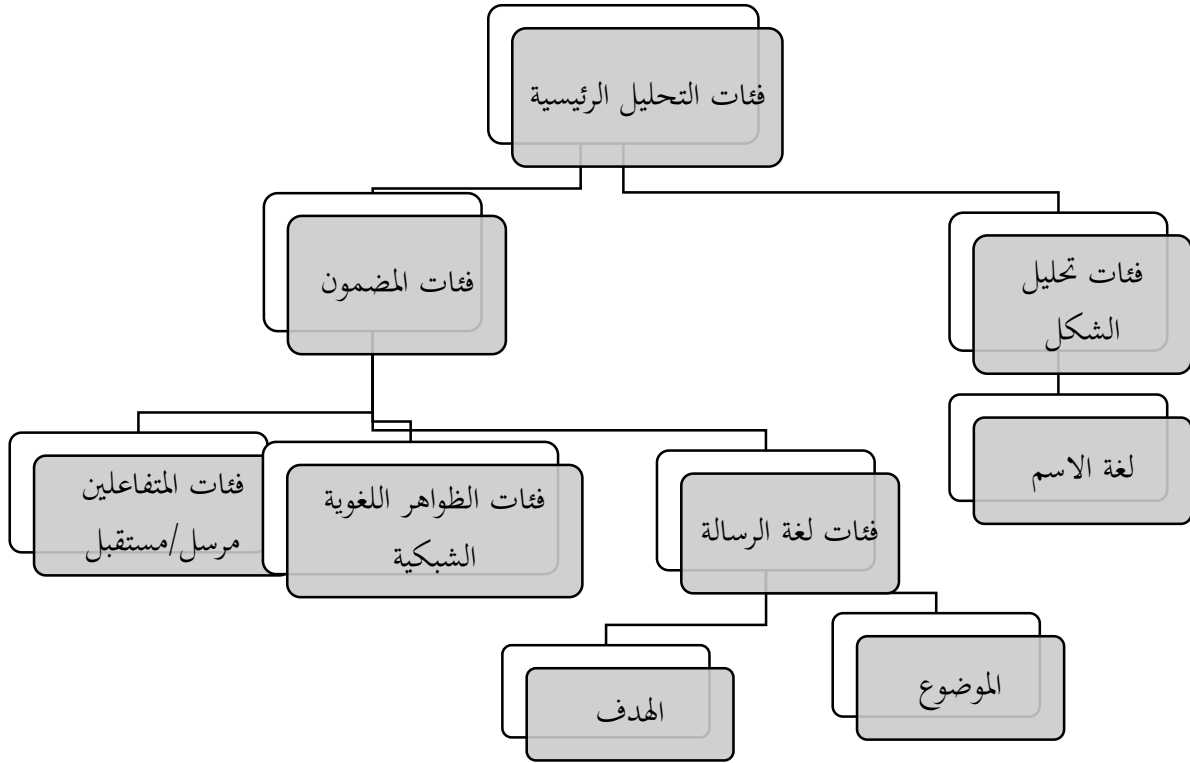 فئات التحليل الرئيسية
فئات تحليل
الشكل
فئات المضمون
لغة الاسم
فئات لغة الرسالة
فئات الظواهر اللغوية
الشبكية
فئات المتفاعلين
مرسل/مستقبل
الموضوع
الهدف